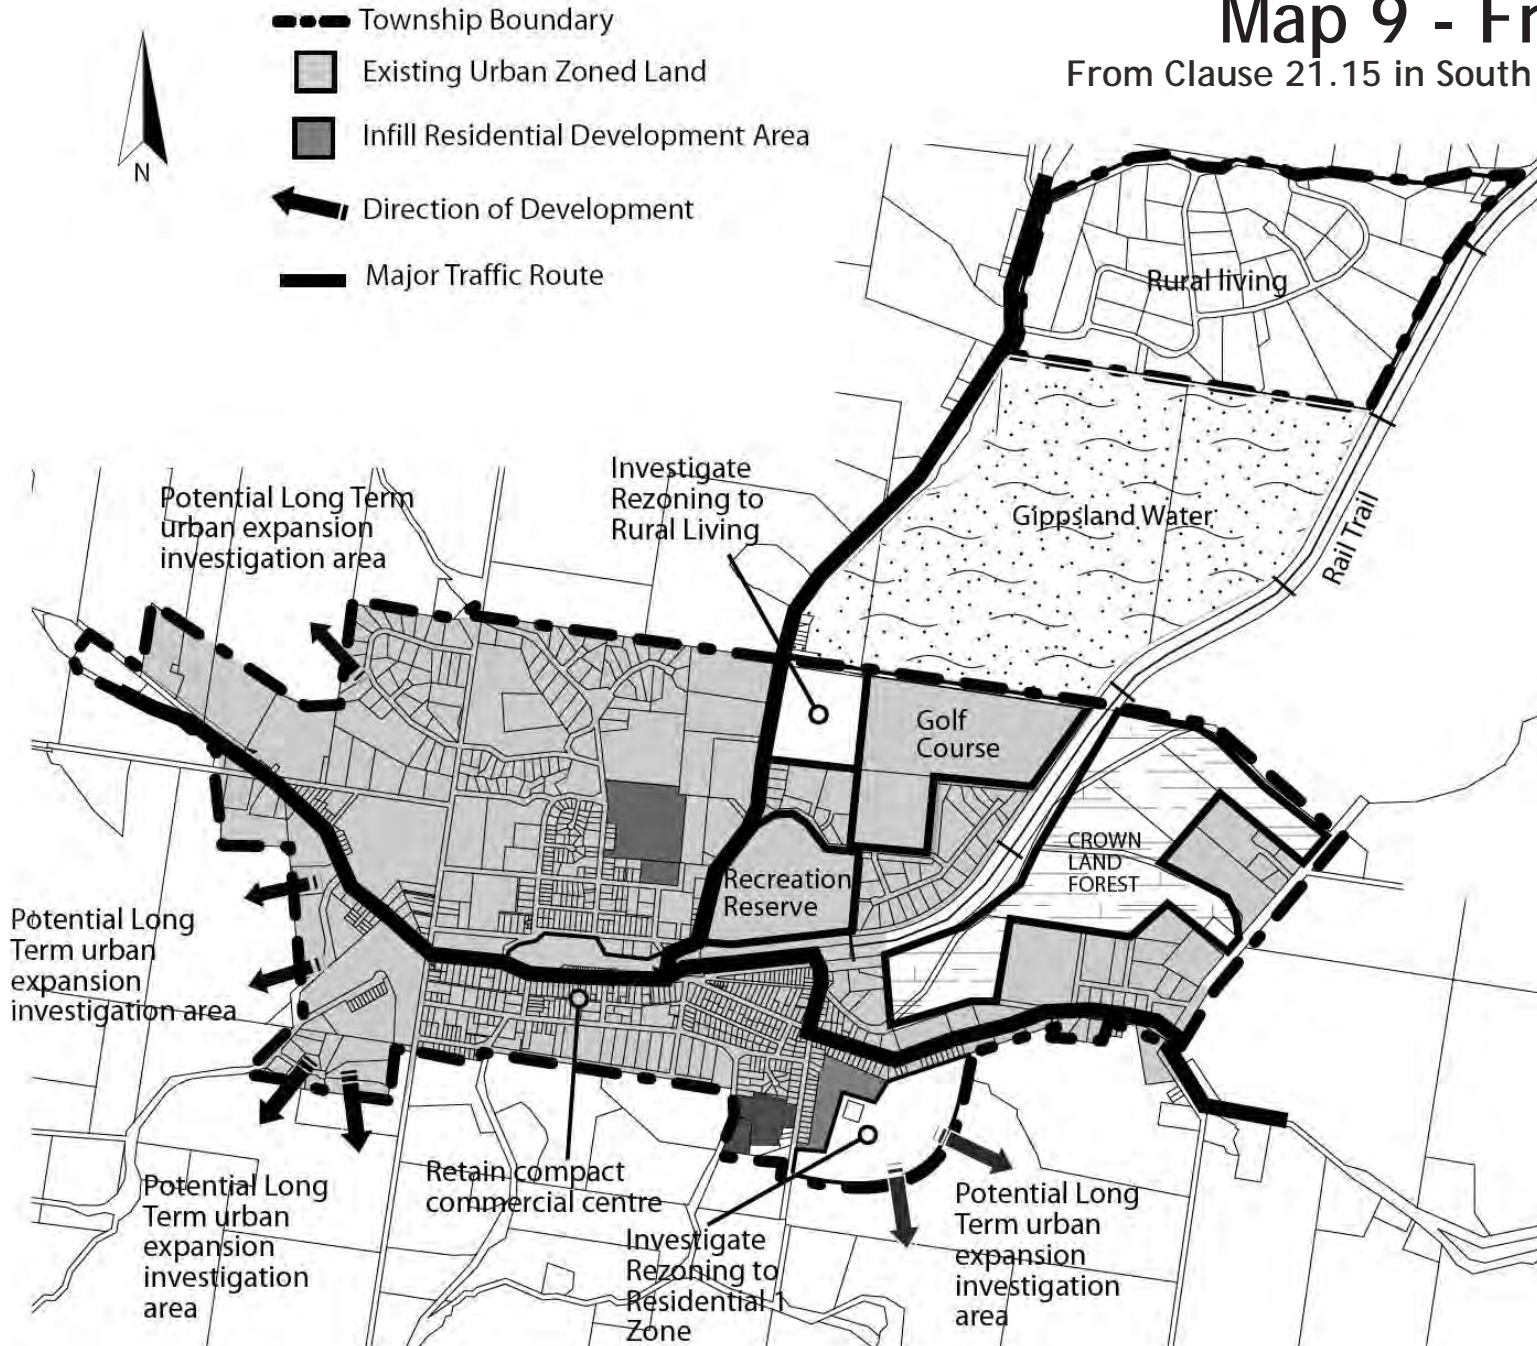 Map 9 - Fr
From Clause 21.15 in South
Township Boundary
Existing Urban Zoned Land
Infill Residential Development Area
Direction of Development
Major Traffic Route
N
Rural living
Gippsland Water
Rail Trail
Investigate
Rezoning to
Rural Living
Potential Long Term
urban expansion
investigation area
Golf
Course
CROWN
LAND
FOREST
Recreation
Reserve
Potential Long
Term urban
expansion
investigation area
Retain compact
commercial centre
Potential Long
Term urban
expansion
investigation
area
Investigate
Rezoning to
Residential 1
Zone
Potential Long
Term urban
expansion
investigation
area